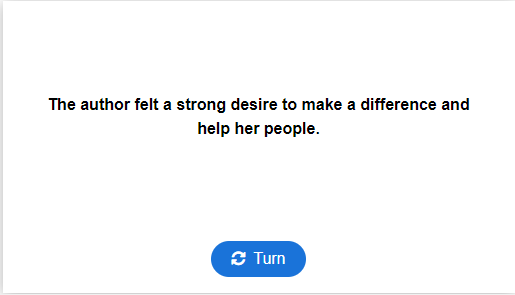 The author felt a strong desire to make a difference and
help her people.
Turn